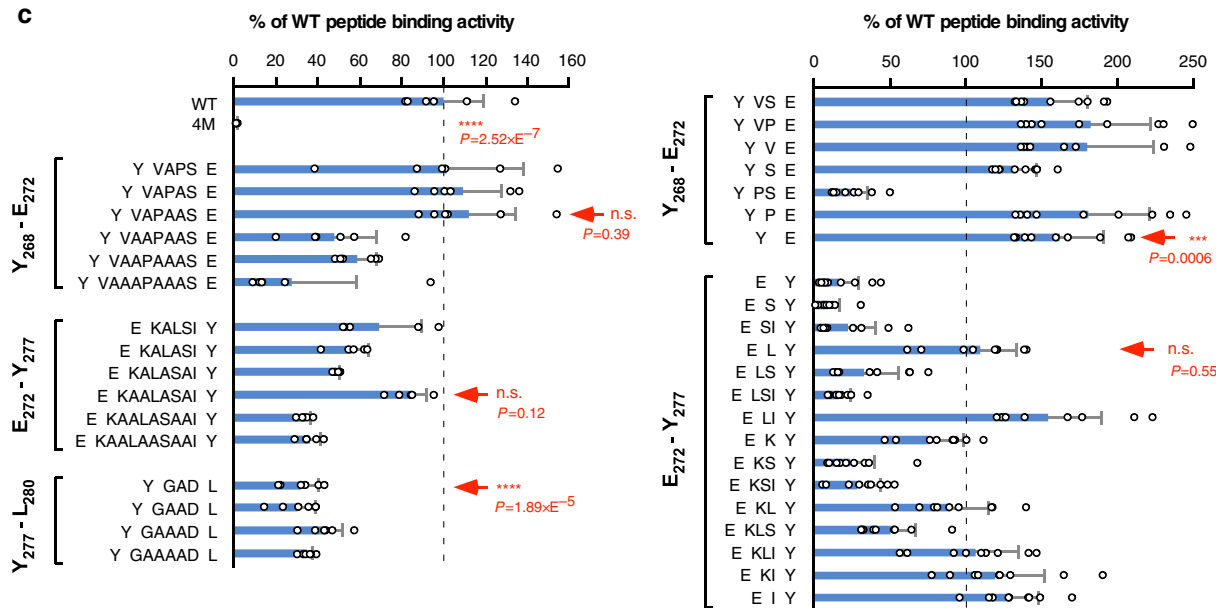 c
% of WT peptide binding activity
0 20 40 60 80 100 120 140 160
WT
4M
****
P=2.52×E⁻⁷
Y₂₆₈ - E₂₇₂
Y VAPS E
Y VAPAS E
Y VAPAAS E
n.s.
P=0.39
Y VAAPAAS E
Y VAAPAAAS E
Y VAAAPAAAS E
E₂₇₂ - Y₂₇₇
E KALSI Y
E KALASI Y
E KALASAI Y
E KAALASAI Y
n.s.
P=0.12
E KAALASAAI Y
E KAALAASAAI Y
Y₂₇₇ - L₂₈₀
Y GAD L
****
P=1.89×E⁻⁵
Y GAAD L
Y GAAAD L
Y GAAAAD L
% of WT peptide binding activity
0 50 100 150 200 250
Y₂₆₈ - E₂₇₂
Y VS E
Y VP E
Y V E
Y S E
Y PS E
Y P E
Y E
***
P=0.0006
E₂₇₂ - Y₂₇₇
E Y
E S Y
E SI Y
E L Y
n.s.
P=0.55
E LS Y
E LSI Y
E LI Y
E K Y
E KS Y
E KSI Y
E KL Y
E KLS Y
E KLI Y
E KI Y
E I Y